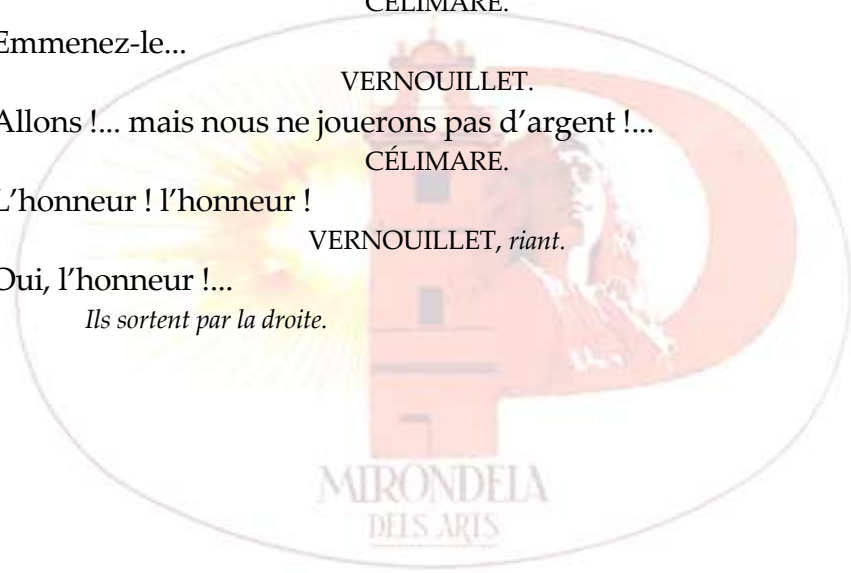 CÉLIMARE.
Emmenez-le...
VERNOUILLET.
Allons !... mais nous ne jouerons pas d’argent !...
CÉLIMARE.
L’honneur ! l’honneur !
VERNOUILLET, riant.
Oui, l’honneur !...
Ils sortent par la droite.
MIRONDELA
DELS ARTS